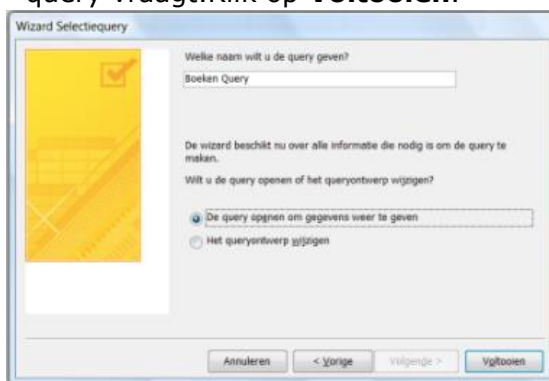 query vraagt.Klik op Voltooien.
Wizard Selectiequery
Welke naam wilt u de query geven?
Boeken Query
De wizard beschikt nu over alle informatie die nodig is om de query te
maken.
Wilt u de query openen of het queryontwerp wijzigen?
De query openen om gegevens weer te geven
Het queryontwerp wijzigen
Annuleren
< Vorige
Volgende >
Voltooien